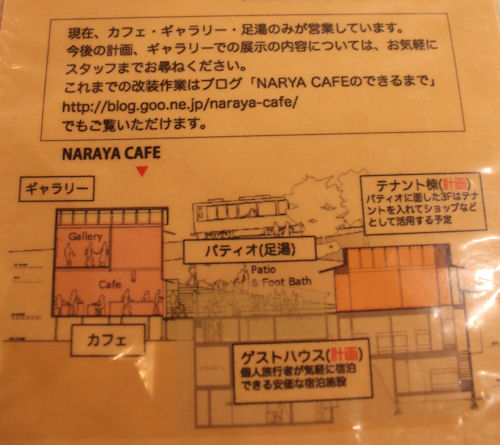 現在、カフェ・ギャラリー・足湯のみが営業しています。
今後の計画、ギャラリーでの展示の内容については、お気軽に
スタッフまでお尋ねください。
これまでの改装作業はブログ「NARYA CAFEのできるまで」
http://blog.goo.ne.jp/naraya-cafe/
でもご覧いただけます。
NARAYA CAFE
ギャラリー
テナント棟(計画)
パティオに面した3Fはテナ
ントを入れてショップなど
として活用する予定
Gallery
パティオ(足湯)
Patio
& Foot Bath
Cafe
カフェ
ゲストハウス(計画)
個人旅行者が気軽に宿泊
できる安価な宿泊施設